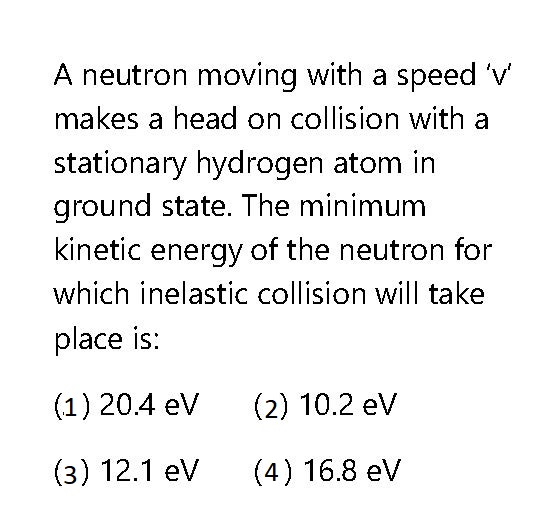 A neutron moving with a speed ‘v’
makes a head on collision with a
stationary hydrogen atom in
ground state. The minimum
kinetic energy of the neutron for
which inelastic collision will take
place is:
(1) 20.4 eV (2) 10.2 eV
(3) 12.1 eV (4) 16.8 eV